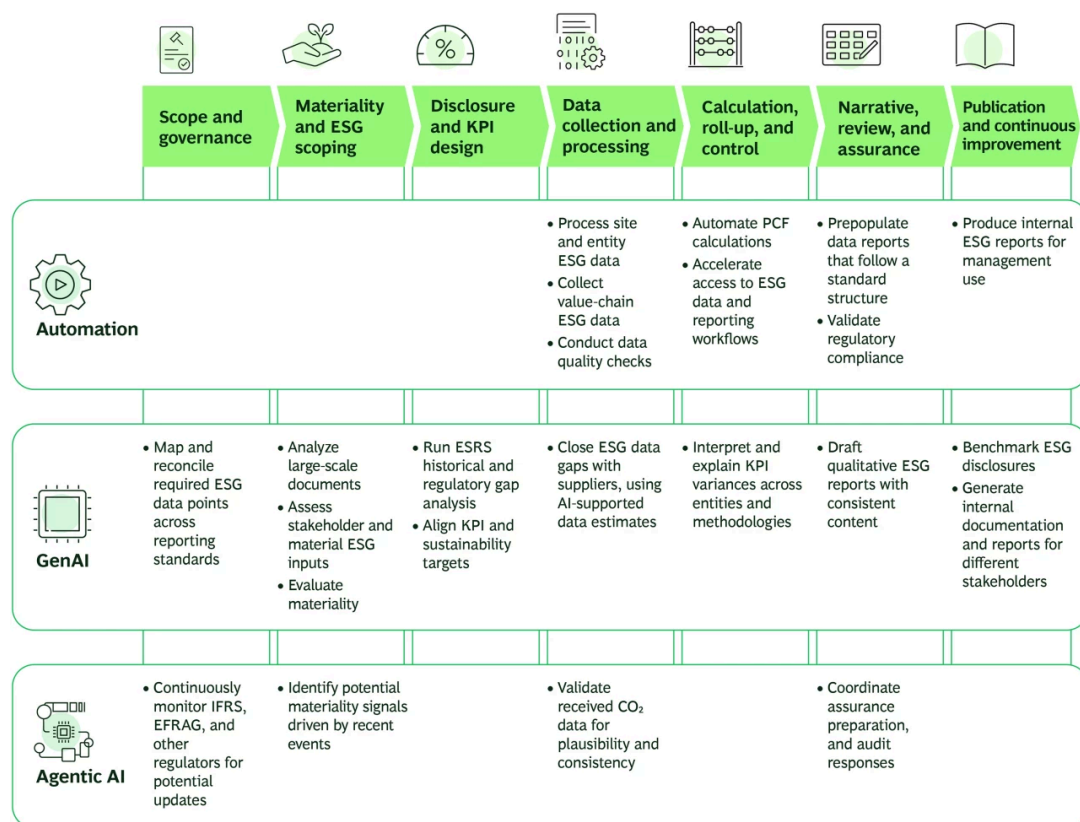 Scope and
governance
Materiality
and ESG
scoping
Disclosure
and KPI
design
Data
collection and
processing
Calculation,
roll-up, and
control
Narrative,
review, and
assurance
Publication
and continuous
improvement
Automation
• Process site
and entity
ESG data
• Collect
value-chain
ESG data
• Conduct data
quality checks
• Automate PCF
calculations
• Accelerate
access to ESG
data and
reporting
workflows
• Prepopulate
data reports
that follow a
standard
structure
• Validate
regulatory
compliance
• Produce internal
ESG reports for
management
use
GenAI
• Map and
reconcile
required ESG
data points
across
reporting
standards
• Analyze
large-scale
documents
• Assess
stakeholder and
material ESG
inputs
• Evaluate
materiality
• Run ESRS
historical and
regulatory gap
analysis
• Align KPI and
sustainability
targets
• Close ESG data
gaps with
suppliers, using
AI-supported
data estimates
• Interpret and
explain KPI
variances across
entities and
methodologies
• Draft
qualitative ESG
reports with
consistent
content
• Benchmark ESG
disclosures
• Generate
internal
documentation
and reports for
different
stakeholders
Agentic AI
• Continuously
monitor IFRS,
EFRAG, and
other
regulators for
potential
updates
• Identify potential
materiality signals
driven by recent
events
• Validate
received CO₂
data for
plausibility and
consistency
• Coordinate
assurance
preparation,
and audit
responses